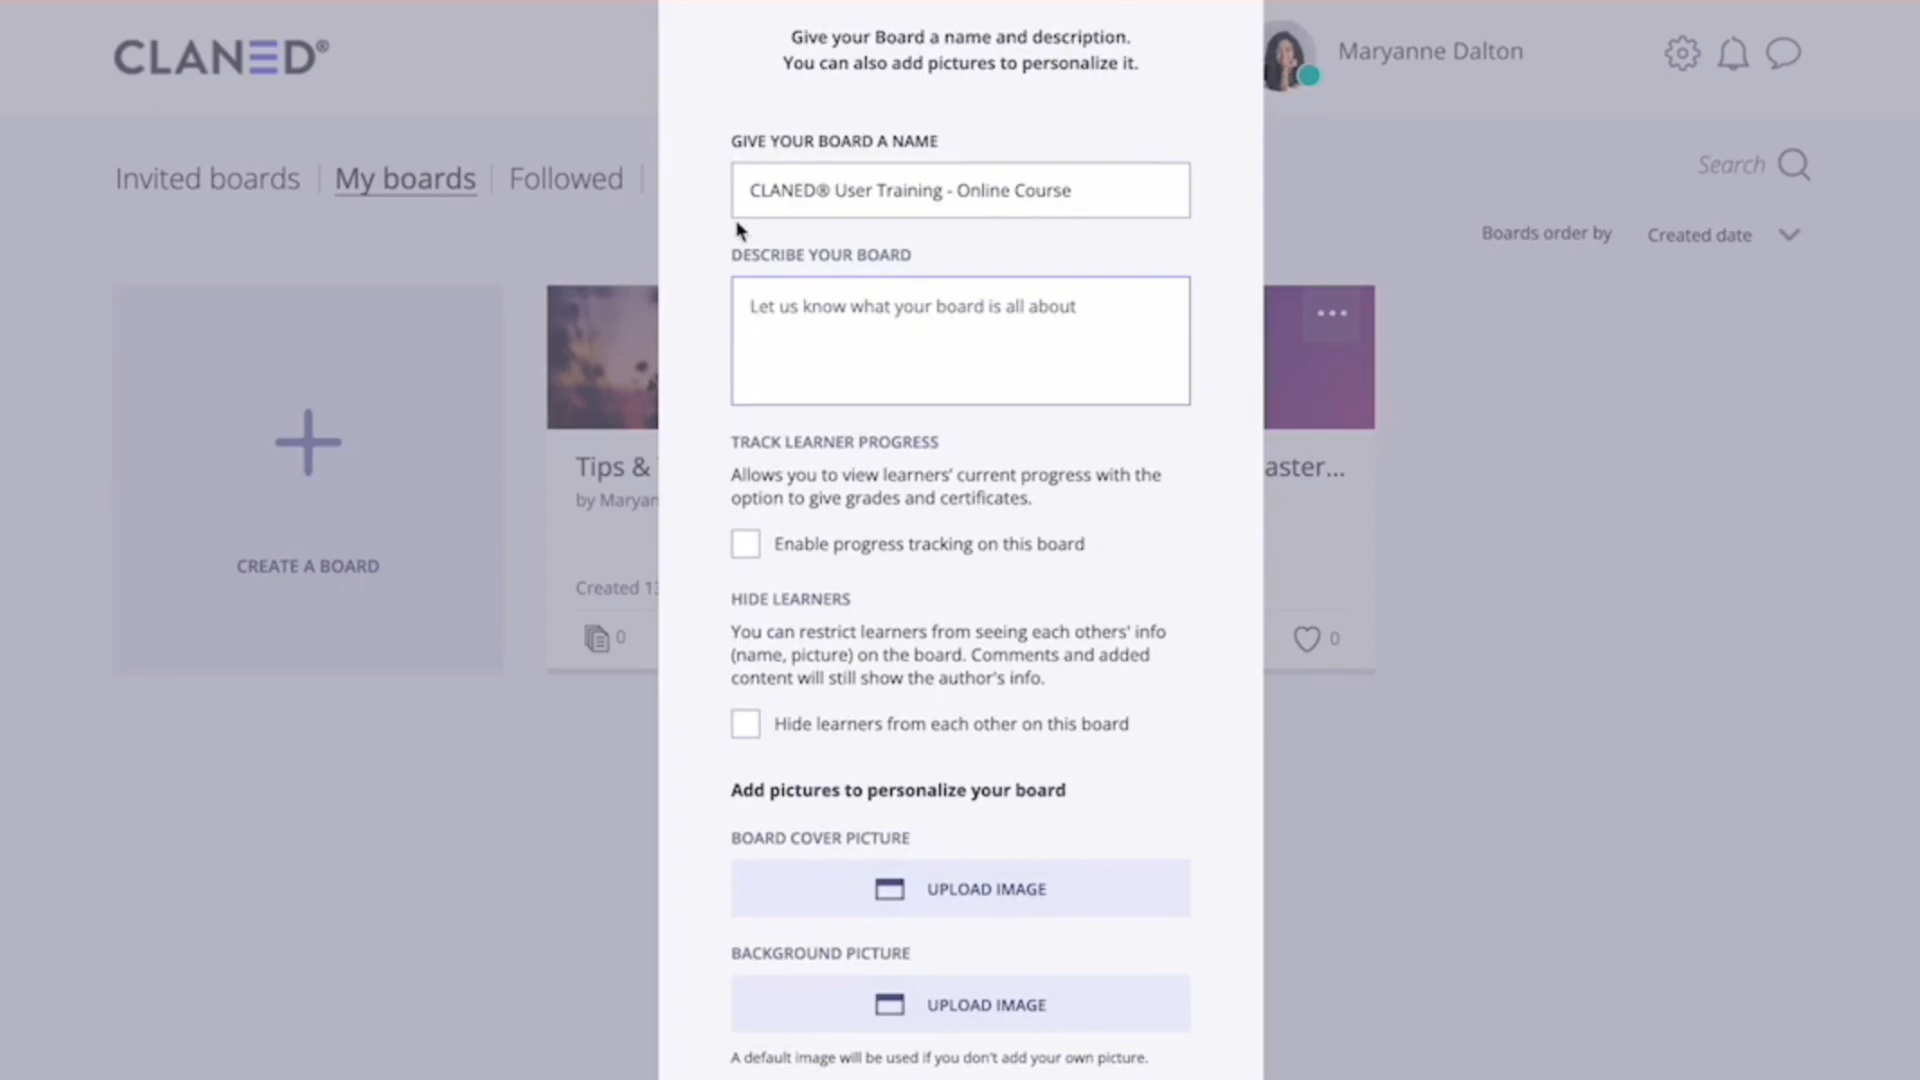 CLANED®
Maryanne Dalton
Invited boards
My boards
Followed
Search
Boards order by
Created date
CREATE A BOARD
Tips &
by Maryan
Created 13
0
aster...
0
Give your Board a name and description.
You can also add pictures to personalize it.
GIVE YOUR BOARD A NAME
CLANED® User Training - Online Course
DESCRIBE YOUR BOARD
Let us know what your board is all about
TRACK LEARNER PROGRESS
Allows you to view learners' current progress with the
option to give grades and certificates.
Enable progress tracking on this board
HIDE LEARNERS
You can restrict learners from seeing each others' info
(name, picture) on the board. Comments and added
content will still show the author's info.
Hide learners from each other on this board
Add pictures to personalize your board
BOARD COVER PICTURE
UPLOAD IMAGE
BACKGROUND PICTURE
UPLOAD IMAGE
A default image will be used if you don't add your own picture.